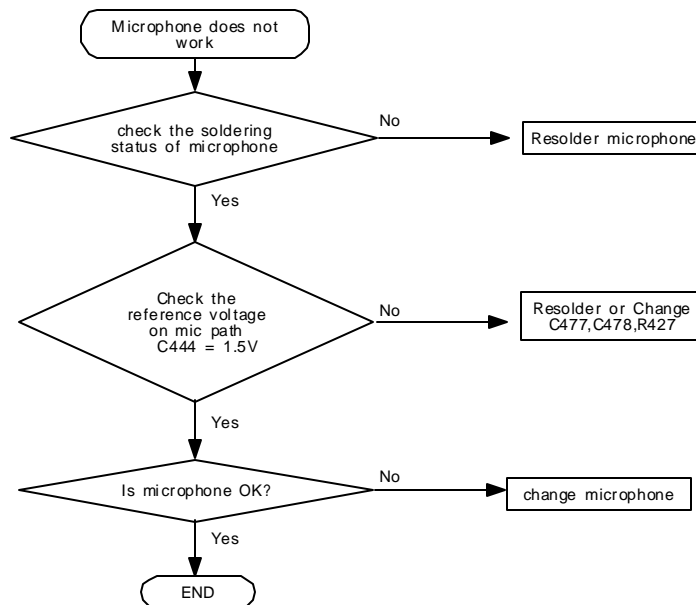 Microphone does not
work
check the soldering
status of microphone
No
Resolder microphone
Yes
Check the
reference voltage
on mic path
C444 = 1.5V
No
Resolder or Change
C477,C478,R427
Yes
Is microphone OK?
No
change microphone
Yes
END